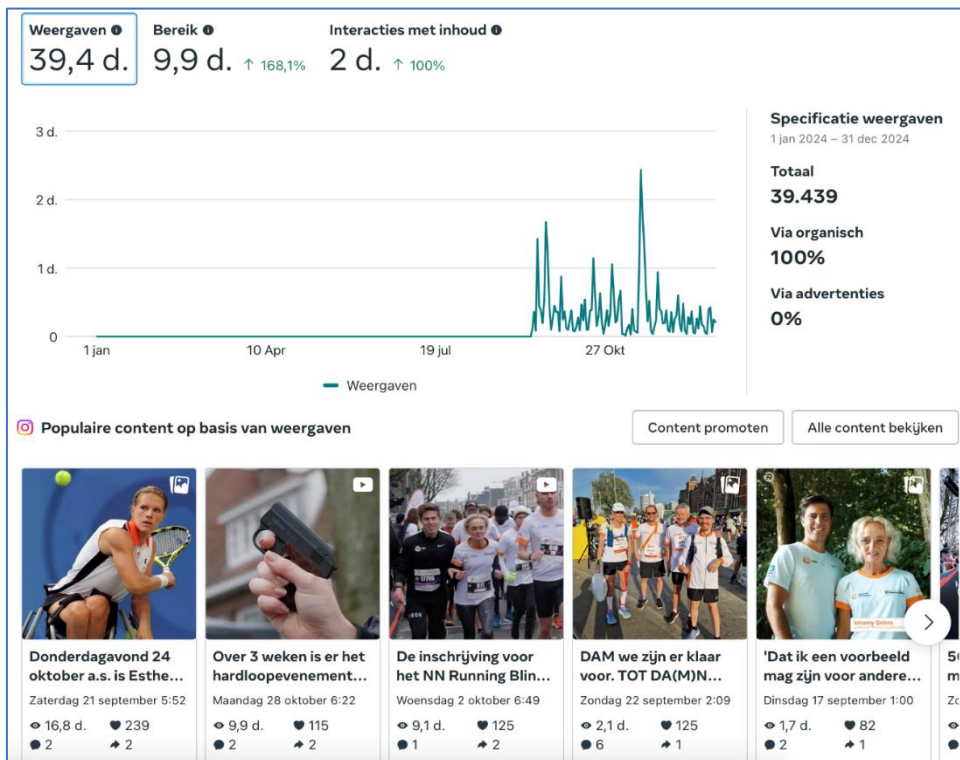 Weergaven Bereik Interacties met inhoud
39,4 d. 9,9 d. ↑ 168,1% 2 d. ↑ 100%
3 d.
2 d.
1 d.
0
1 jan 10 Apr 19 jul 27 Okt
Weergaven
Specificatie weergaven
1 jan 2024 – 31 dec 2024
Totaal
39.439
Via organisch
100%
Via advertenties
0%
Populaire content op basis van weergaven
Content promoten
Alle content bekijken
Donderdagavond 24
oktober a.s. is Esthe...
Zaterdag 21 september 5:52
16,8 d. 239
2 2
Over 3 weken is er het
hardloopevenement...
Maandag 28 oktober 6:22
9,9 d. 115
2 2
De inschrijving voor
het NN Running Blin...
Woensdag 2 oktober 6:49
9,1 d. 125
1 2
DAM we zijn er klaar
voor. TOT DA(M)N...
Zondag 22 september 2:09
2,1 d. 125
6 1
'Dat ik een voorbeeld
mag zijn voor andere...
Dinsdag 17 september 1:00
1,7 d. 82
2 1